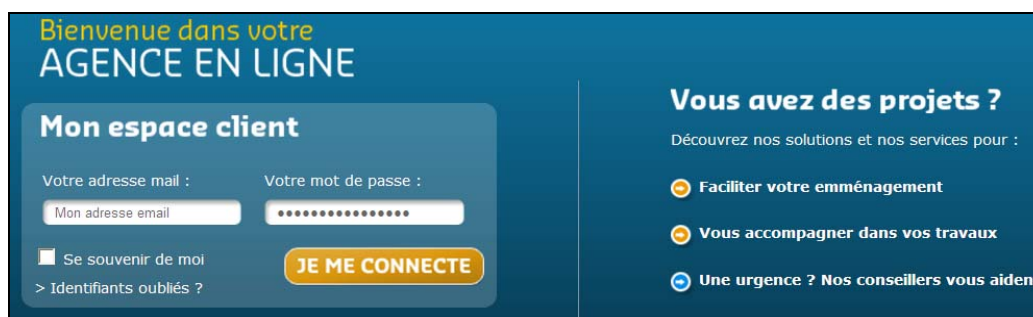 Bienvenue dans votre
AGENCE EN LIGNE
Mon espace client
Votre adresse mail :
Votre mot de passe :
Mon adresse email
••••••••••••••••
Se souvenir de moi
JE ME CONNECTE
> Identifiants oubliés ?
Vous avez des projets ?
Découvrez nos solutions et nos services pour :
Faciliter votre emménagement
Vous accompagner dans vos travaux
Une urgence ? Nos conseillers vous aiden